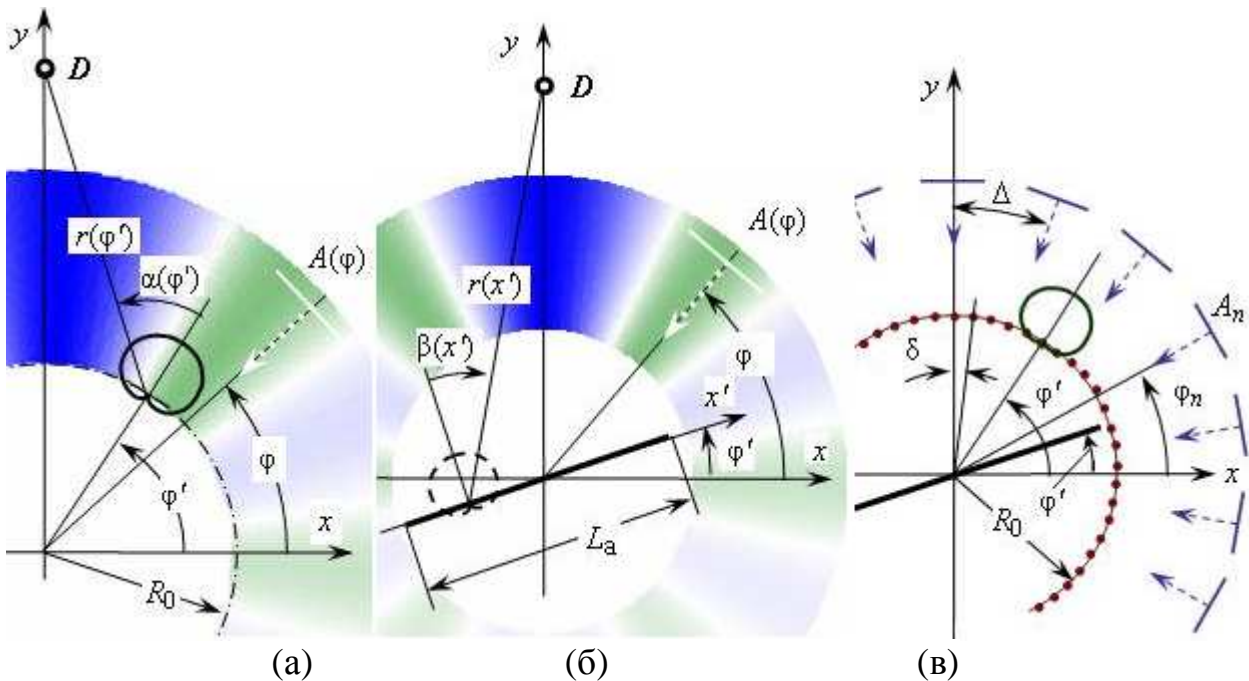 y
D
r(φ')
α(φ')
A(φ)
φ
φ'
x
R₀
(а)
y
D
A(φ)
r(x')
β(x')
φ
x'
φ'
x
Lₐ
(б)
y
Δ
Aₙ
δ
φ'
φₙ
x
φ'
R₀
(в)